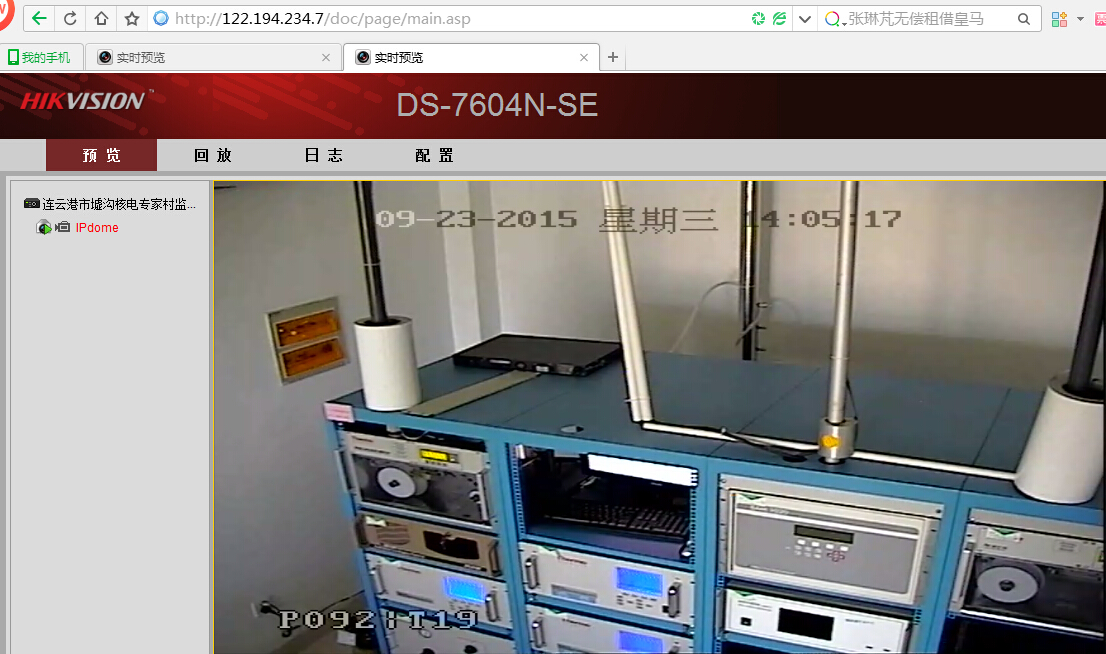 http://122.194.234.7/doc/page/main.asp
张琳芃无偿租借皇马
我的手机
实时预览
实时预览
HIKVISION™
DS-7604N-SE
预 览
回 放
日 志
配 置
连云港市墟沟核电专家村监...
IPdome
09-23-2015 星期三 14:05:17
P092:T19